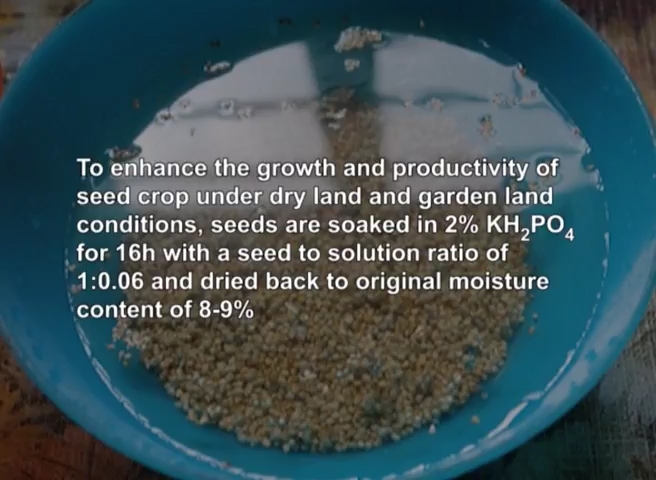 To enhance the growth and productivity of
seed crop under dry land and garden land
conditions, seeds are soaked in 2% KH₂PO₄
for 16h with a seed to solution ratio of
1:0.06 and dried back to original moisture
content of 8-9%